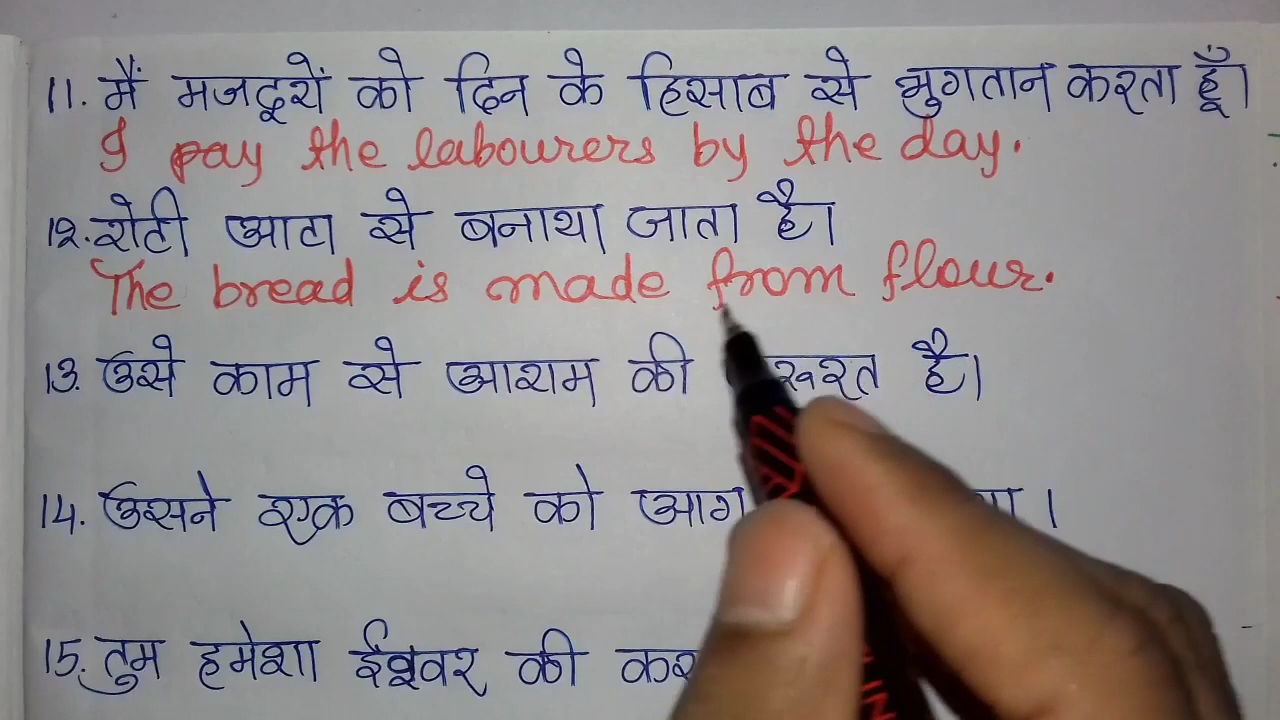 11. मैं मजदूरों को दिन के हिसाब से भुगतान करता हूँ।
I pay the labourers by the day.
12. रोटी आटा से बनाया जाता है।
The bread is made from flour.
13. उसे काम से आराम की है।
14. उसने एक बच्चे को आग
15. तुम हमेशा ईश्वर की